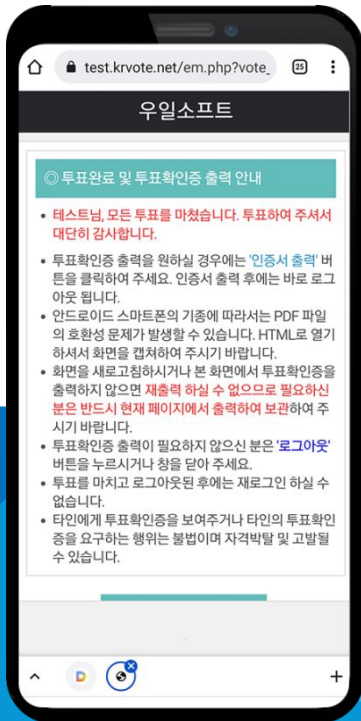 test.krvote.net/em.php?vote_
25
우일소프트
◎ 투표완료 및 투표확인증 출력 안내
• 테스트님, 모든 투표를 마쳤습니다. 투표하여 주셔서
대단히 감사합니다.
• 투표확인증 출력을 원하실 경우에는 '인증서 출력' 버
튼을 클릭하여 주세요. 인증서 출력 후에는 바로 로그
아웃 됩니다.
• 안드로이드 스마트폰의 기종에 따라서는 PDF 파일
의 호환성 문제가 발생할 수 있습니다. HTML로 열기
하셔서 화면을 캡쳐하여 주시기 바랍니다.
• 화면을 새로고침하시거나 본 화면에서 투표확인증을
출력하지 않으면 재출력 하실 수 없으므로 필요하신
분은 반드시 현재 페이지에서 출력하여 보관하여 주
시기 바랍니다.
• 투표확인증 출력이 필요하지 않으신 분은 '로그아웃'
버튼을 누르시거나 창을 닫아 주세요.
• 투표를 마치고 로그아웃된 후에는 재로그인 하실 수
없습니다.
• 타인에게 투표확인증을 보여주거나 타인의 투표확인
증을 요구하는 행위는 불법이며 자격박탈 및 고발될
수 있습니다.